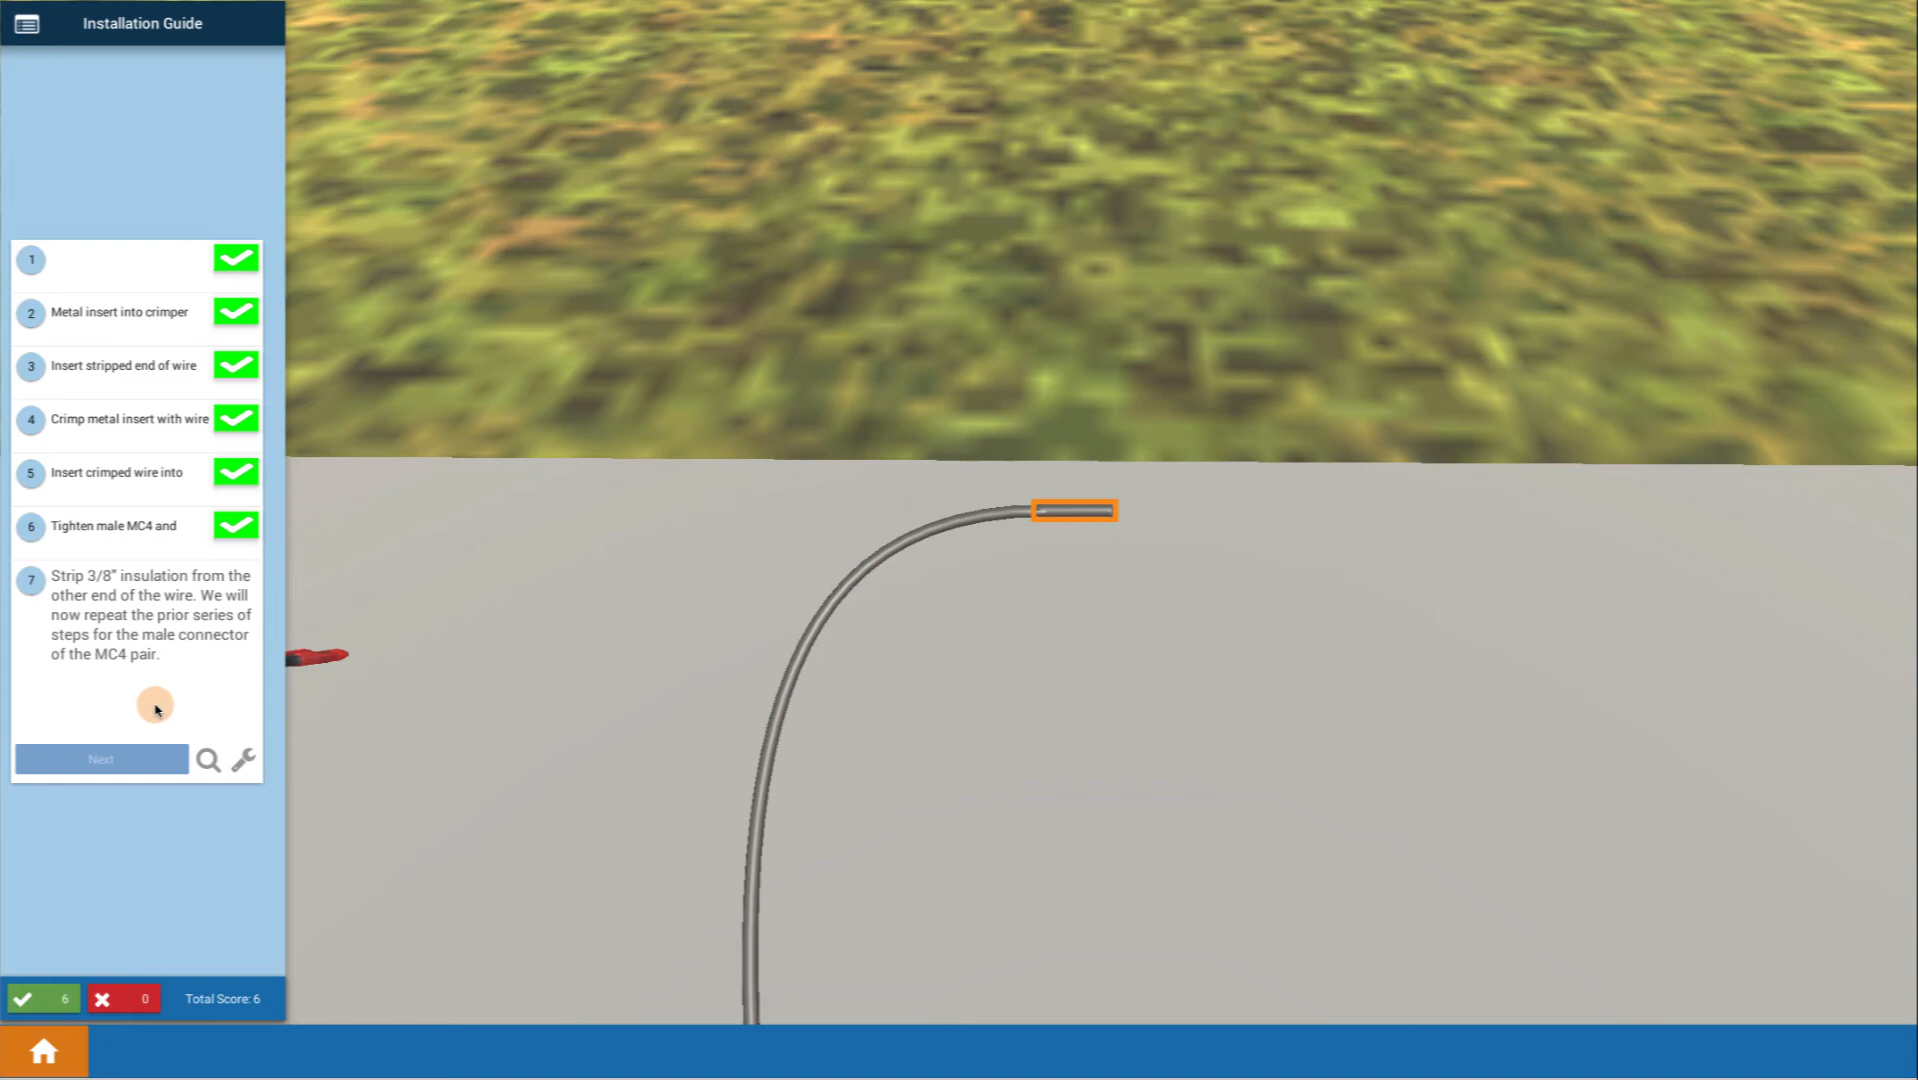 Installation Guide
1
2 Metal insert into crimper
3 Insert stripped end of wire
4 Crimp metal insert with wire
5 Insert crimped wire into
6 Tighten male MC4 and
7 Strip 3/8" insulation from the
other end of the wire. We will
now repeat the prior series of
steps for the male connector
of the MC4 pair.
Next
6 0 Total Score: 6